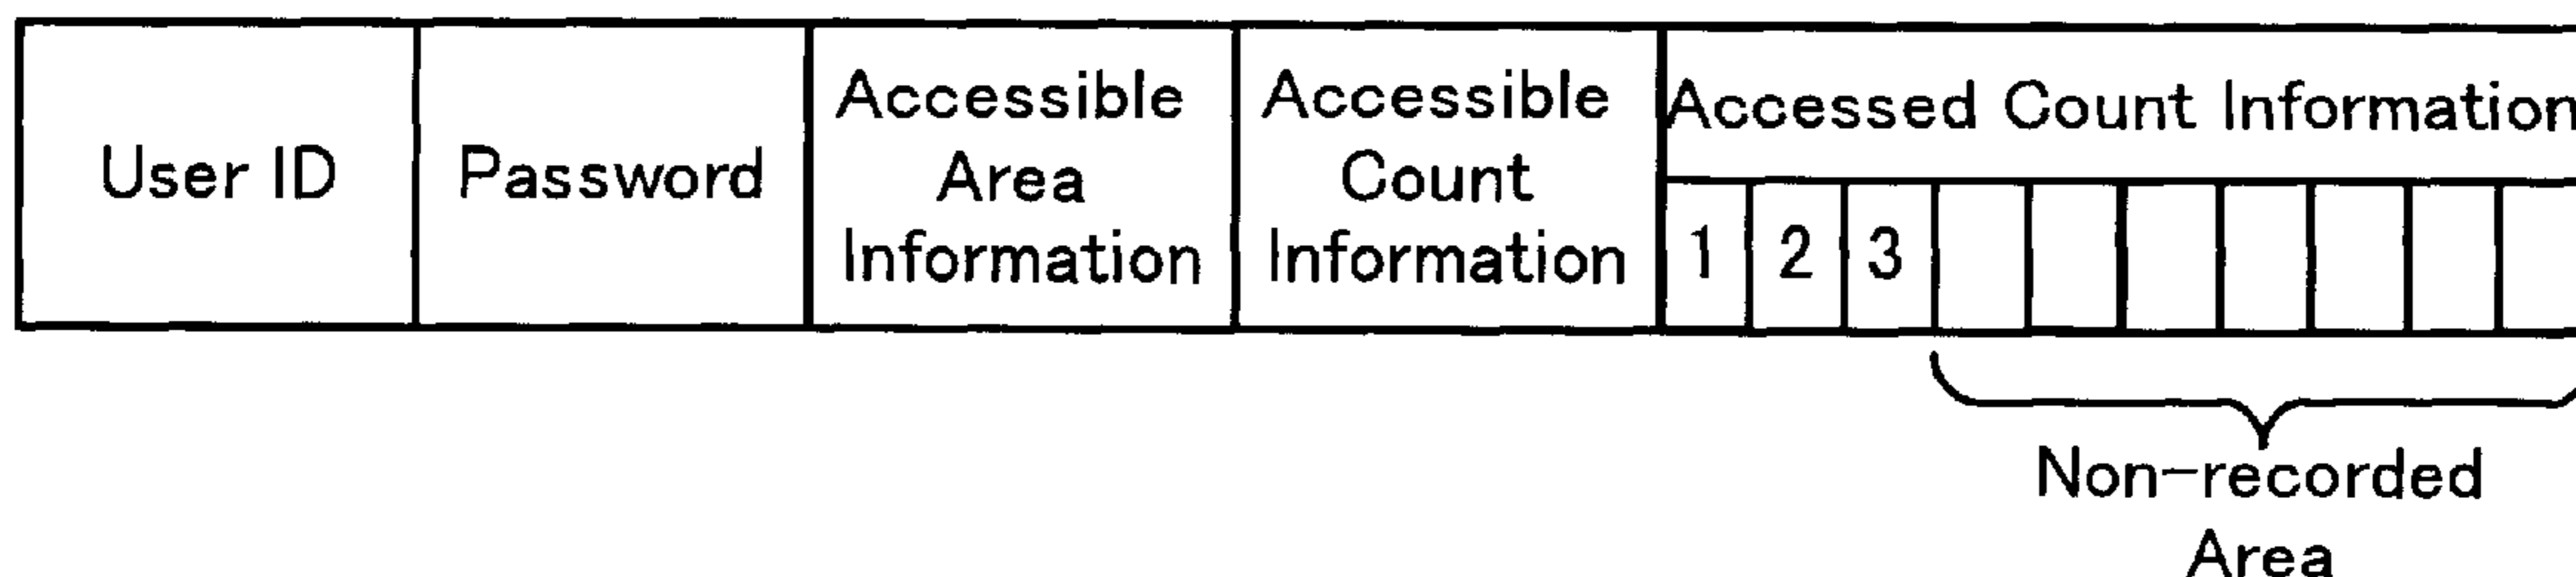 User ID
Password
Accessible
Area
Information
Accessible
Count
Information
Accessed Count Information
1 2 3
Non-recorded
Area